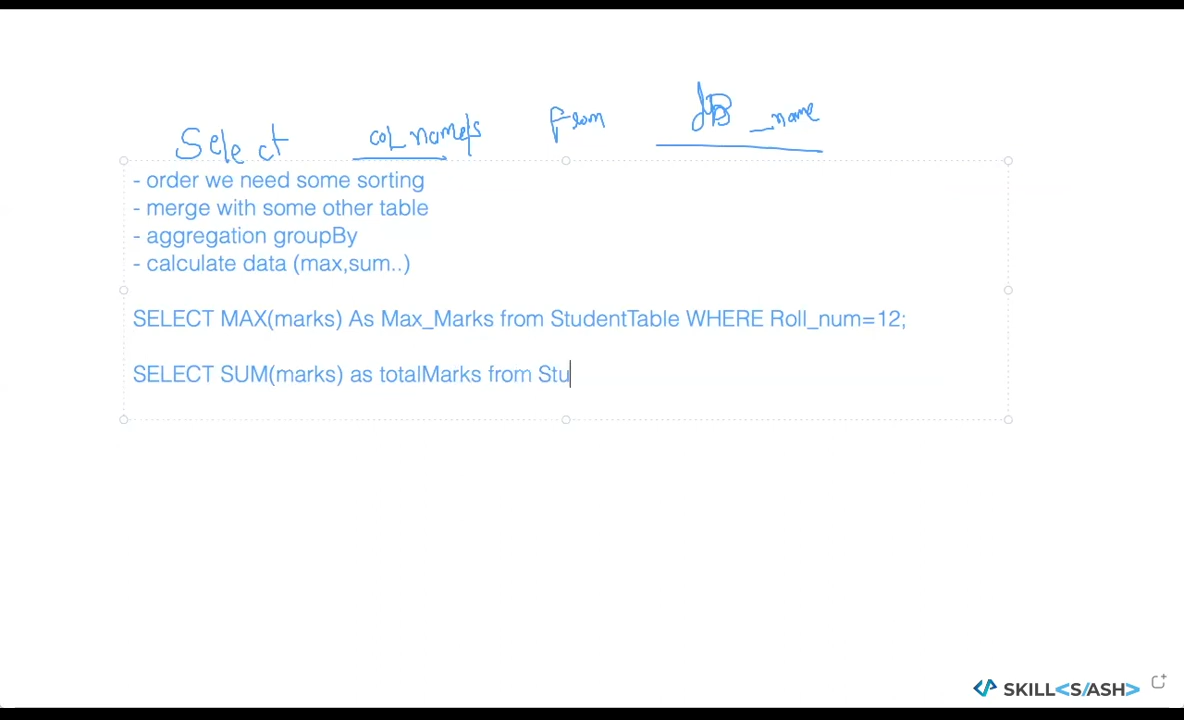 Select col_name/s from DB_name
- order we need some sorting
- merge with some other table
- aggregation groupBy
- calculate data (max,sum..)
SELECT MAX(marks) As Max_Marks from StudentTable WHERE Roll_num=12;
SELECT SUM(marks) as totalMarks from Stu
</> SKILL<S/ASH>